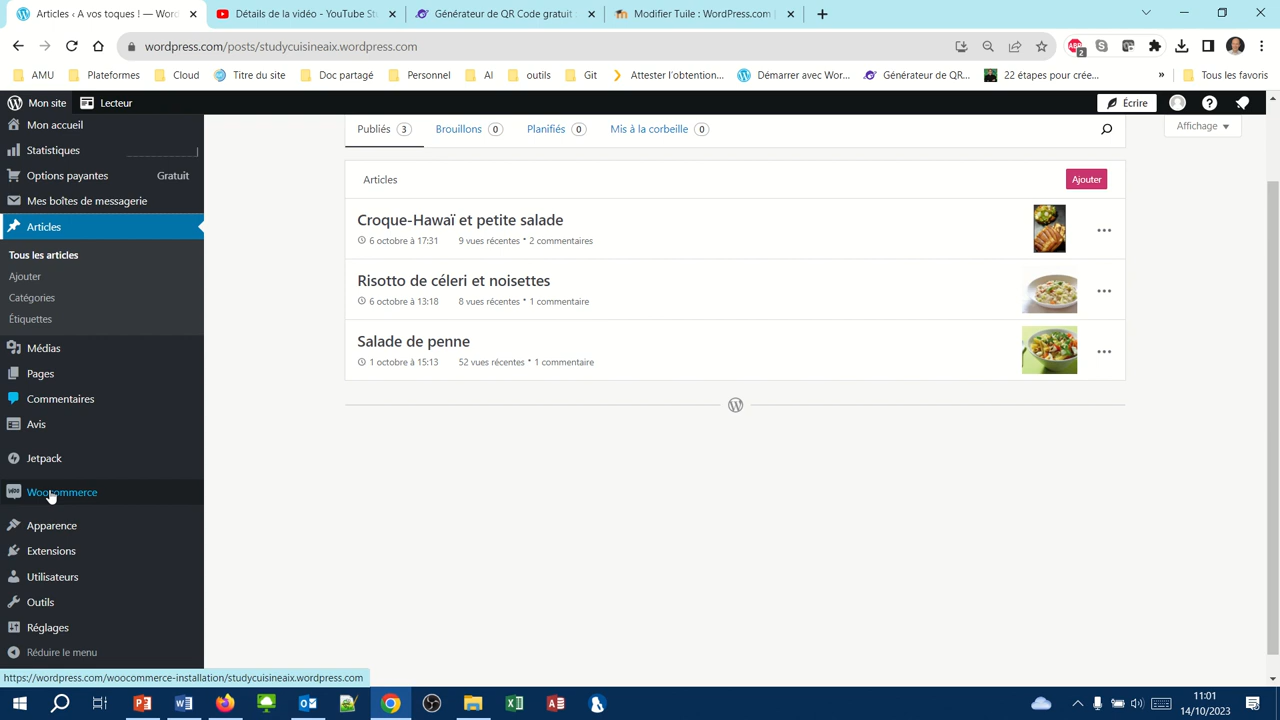 Tous les articles ‹ à vous ! — Wo
Détails de la vidéo - YouTube St
Générateur de QR Code gratuit :
Modifier Tuile : WordPress.com |
wordpress.com/posts/studycuisineaix.wordpress.com
2
AMU
Plateformes
Cloud
Titre du site
Doc partagé
Personnel
AI
outils
Git
Attester l'obtention...
Démarrer avec Wor...
Générateur de QR...
22 étapes pour crée...
»
Tous les favoris
Mon site
Lecteur
Écrire
Mon accueil
Statistiques
Options payantes
Gratuit
Mes boîtes de messagerie
Articles
Tous les articles
Ajouter
Catégories
Étiquettes
Médias
Pages
Commentaires
Avis
Jetpack
Woocommerce
Apparence
Extensions
Utilisateurs
Outils
Réglages
Réduire le menu
Publiés 3
Brouillons 0
Planifiés 0
Mis à la corbeille 0
Affichage
Articles
Ajouter
Croque-Hawaï et petite salade
6 octobre à 17:31 9 vues récentes • 2 commentaires
Risotto de céleri et noisettes
6 octobre à 13:18 8 vues récentes • 1 commentaire
Salade de penne
1 octobre à 15:13 52 vues récentes • 1 commentaire
https://wordpress.com/woocommerce-installation/studycuisineaix.wordpress.com
11:01
14/10/2023